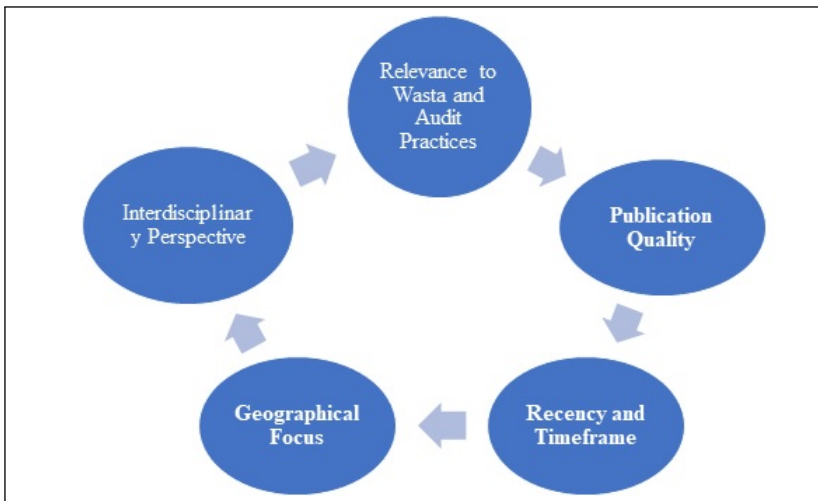 Relevance to
Wasta and
Audit
Practices
Publication
Quality
Recency and
Timeframe
Geographical
Focus
Interdisciplinar
y Perspective